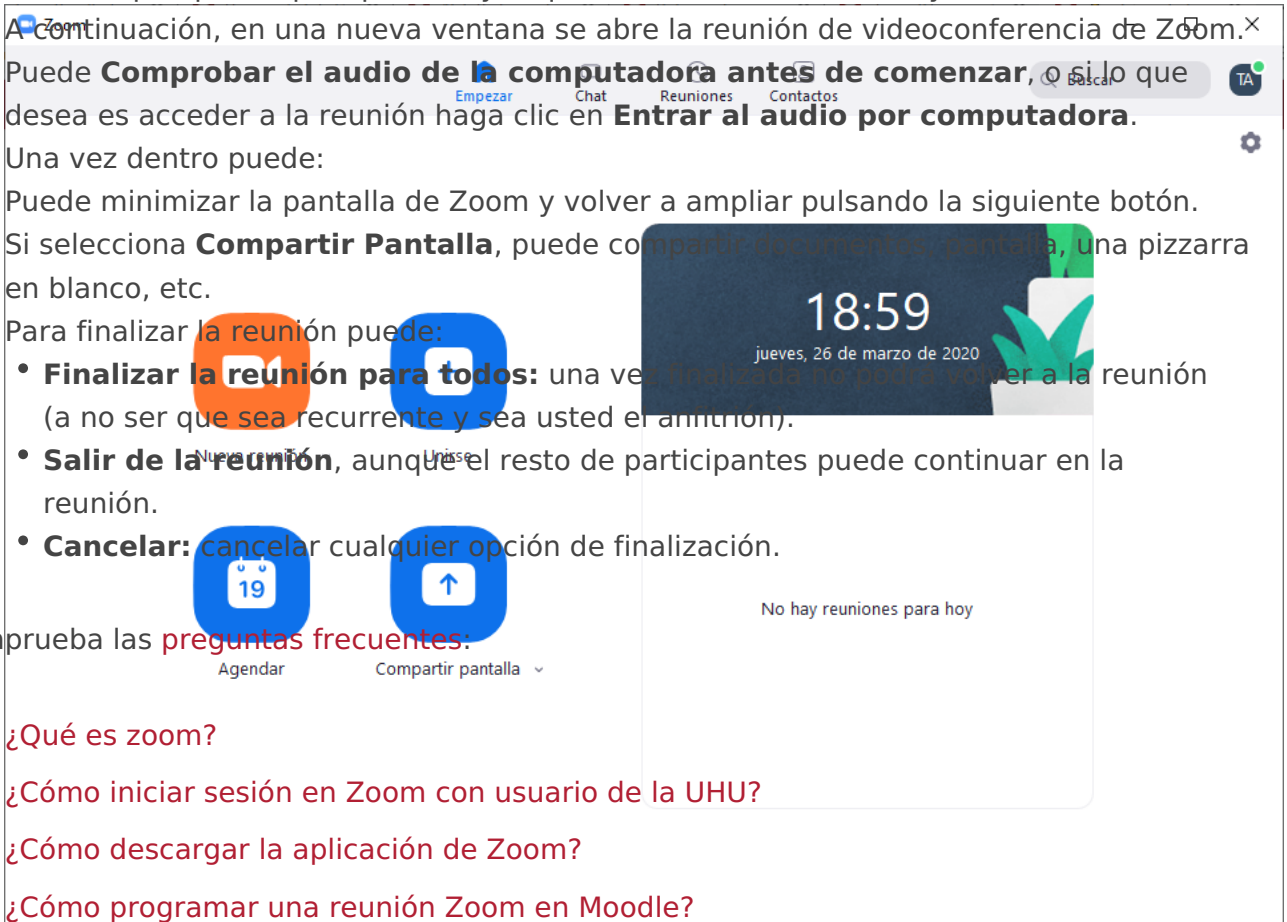 Zoom
A continuación, en una nueva ventana se abre la reunión de videoconferencia de Zoom.
Puede Comprobar el audio de la computadora antes de comenzar, o si lo que
Empezar Chat Reuniones Contactos Buscar TA
desea es acceder a la reunión haga clic en Entrar al audio por computadora.
Una vez dentro puede:
Puede minimizar la pantalla de Zoom y volver a ampliar pulsando la siguiente botón.
Si selecciona Compartir Pantalla, puede compartir documentos, pantalla, una pizzarra
en blanco, etc.
18:59
Para finalizar la reunión puede:
jueves, 26 de marzo de 2020
• Finalizar la reunión para todos: una vez finalizada no podrá volver a la reunión
(a no ser que sea recurrente y sea usted el anfitrión).
Nueva reunión Unirse
• Salir de la reunión, aunque el resto de participantes puede continuar en la
reunión.
• Cancelar: cancelar cualquier opción de finalización.
19
No hay reuniones para hoy
prueba las preguntas frecuentes:
Agendar Compartir pantalla
¿Qué es zoom?
¿Cómo iniciar sesión en Zoom con usuario de la UHU?
¿Cómo descargar la aplicación de Zoom?
¿Cómo programar una reunión Zoom en Moodle?